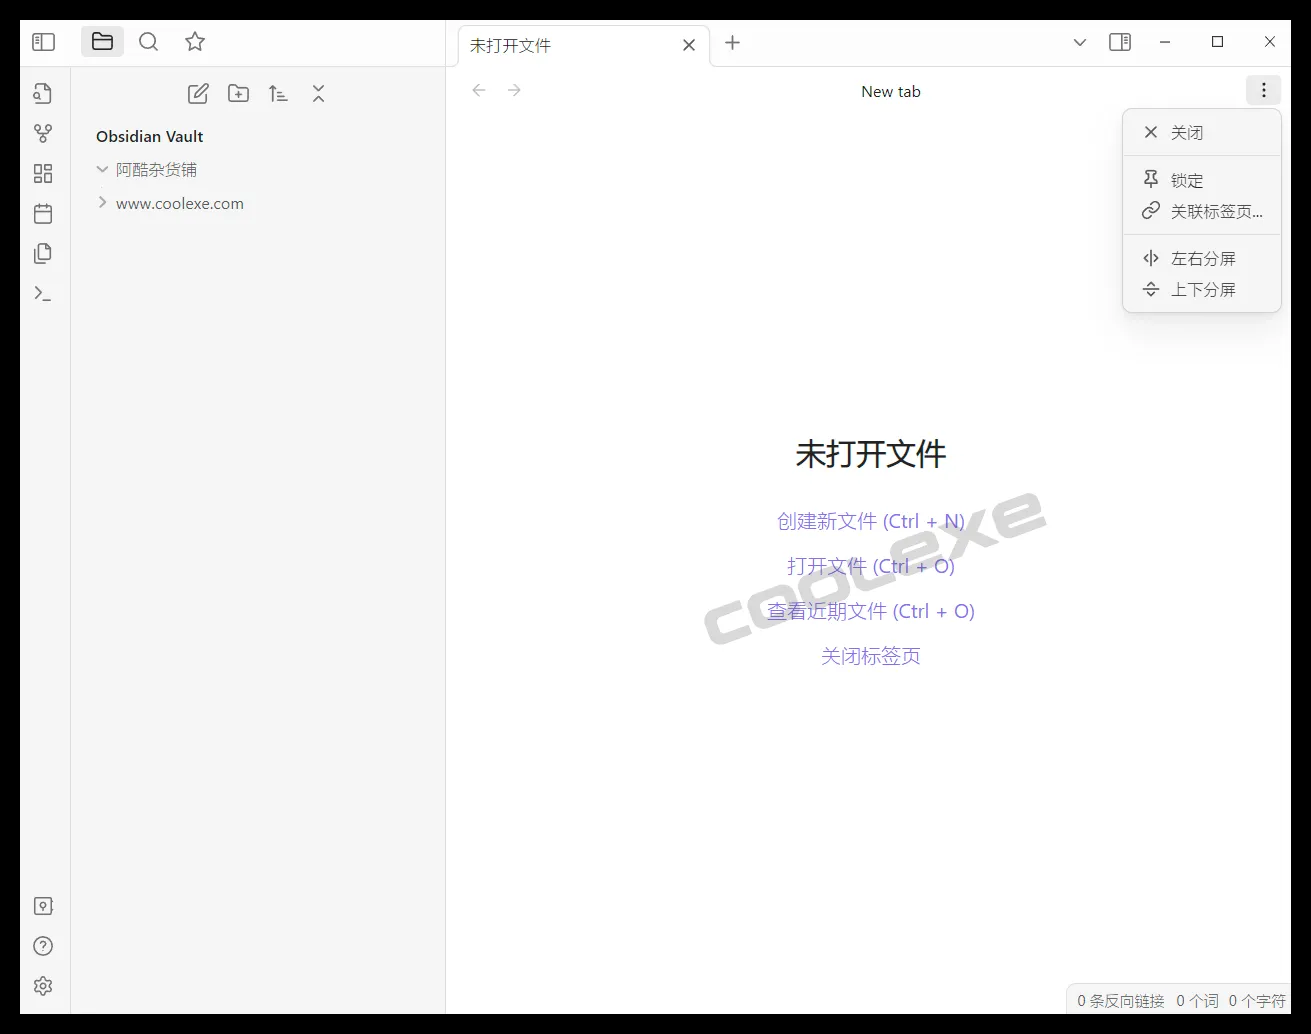 未打开文件
New tab
Obsidian Vault
阿酷杂货铺
www.coolexe.com
关闭
锁定
关联标签页...
左右分屏
上下分屏
未打开文件
创建新文件 (Ctrl + N)
打开文件 (Ctrl + O)
查看近期文件 (Ctrl + O)
关闭标签页
COOLEXE
0 条反向链接 0 个词 0 个字符